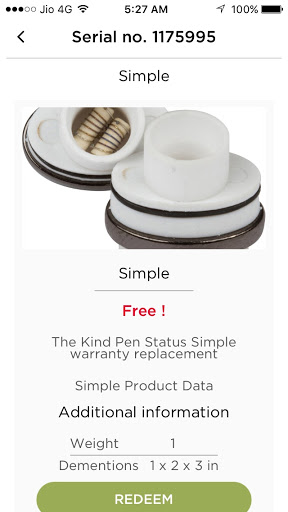 Jio 4G 5:27 AM 100%
Serial no. 1175995
Simple
Simple
Free !
The Kind Pen Status Simple
warranty replacement
Simple Product Data
Additional information
Weight 1
Dementions 1 x 2 x 3 in
REDEEM